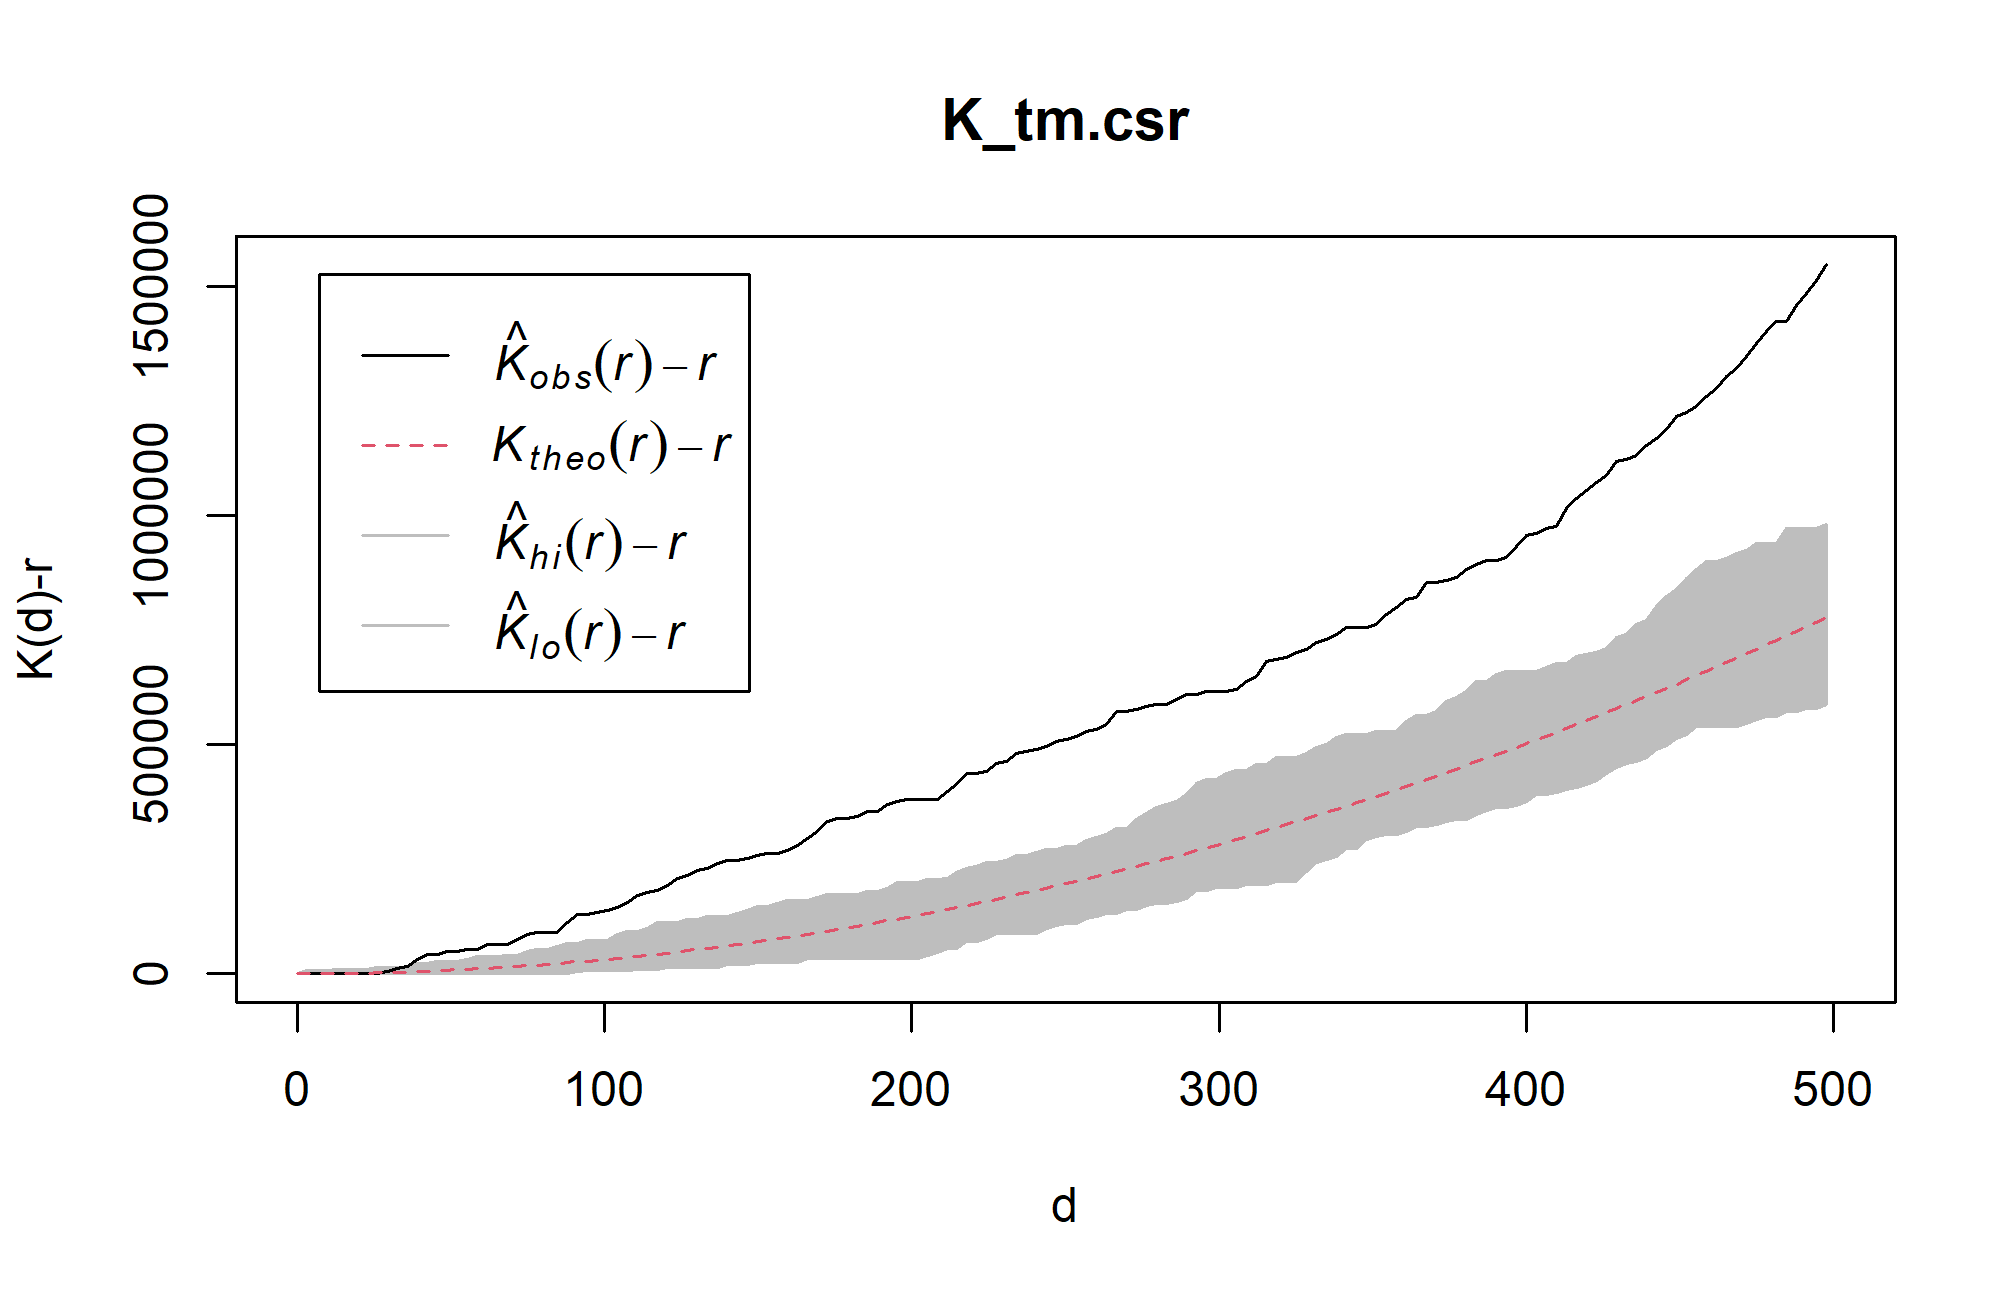 K_tm.csr
K̂obs(r) − r
Ktheo(r) − r
K̂hi(r) − r
K̂lo(r) − r
K(d)-r
0
500000
1000000
1500000
0 100 200 300 400 500
d